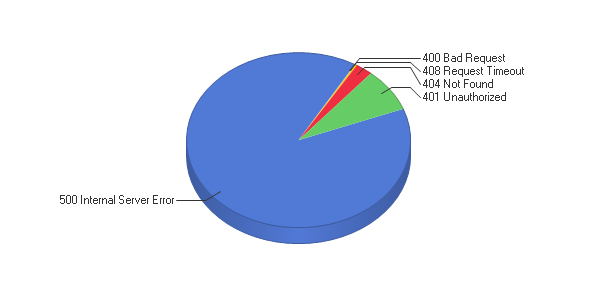 400 Bad Request
408 Request Timeout
404 Not Found
401 Unauthorized
500 Internal Server Error